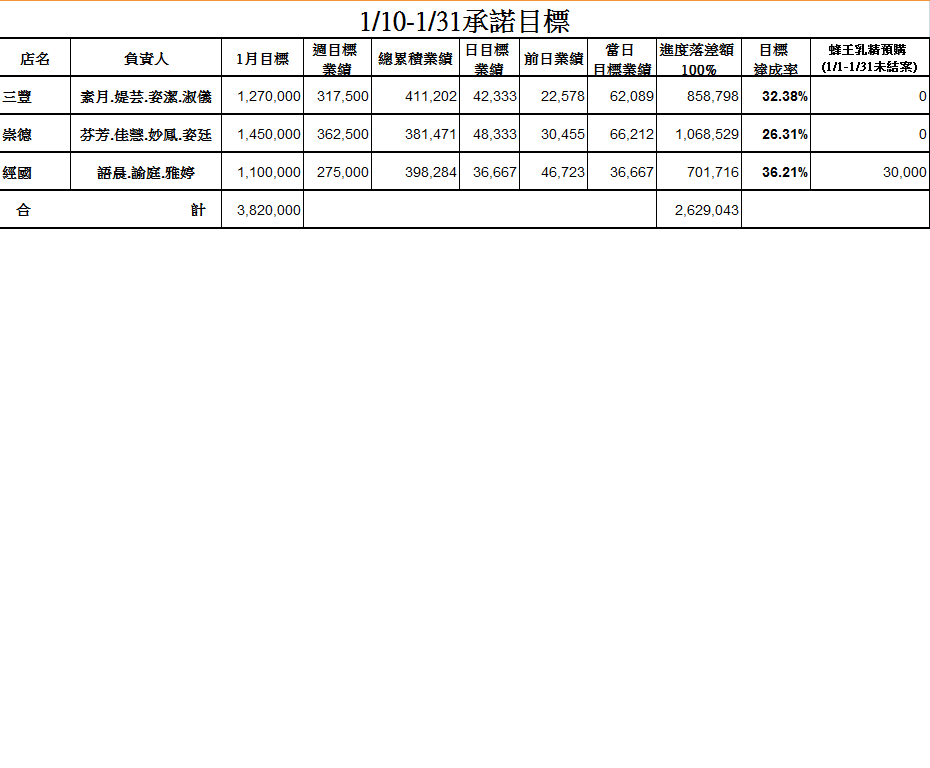 1/10-1/31承諾目標
店名 負責人 1月目標 週目標業績 總累積業績 日目標業績 前日業績 當日目標業績 進度落差額100% 目標達成率 蜂王乳精預購(1/1-1/31未結案)
三豐 素月.媞芸.姿潔.淑儀 1,270,000 317,500 411,202 42,333 22,578 62,089 858,798 32.38% 0
崇德 芬芳.佳慧.妙鳳.姿廷 1,450,000 362,500 381,471 48,333 30,455 66,212 1,068,529 26.31% 0
經國 語晨.諭庭.雅婷 1,100,000 275,000 398,284 36,667 46,723 36,667 701,716 36.21% 30,000
合 計 3,820,000 2,629,043